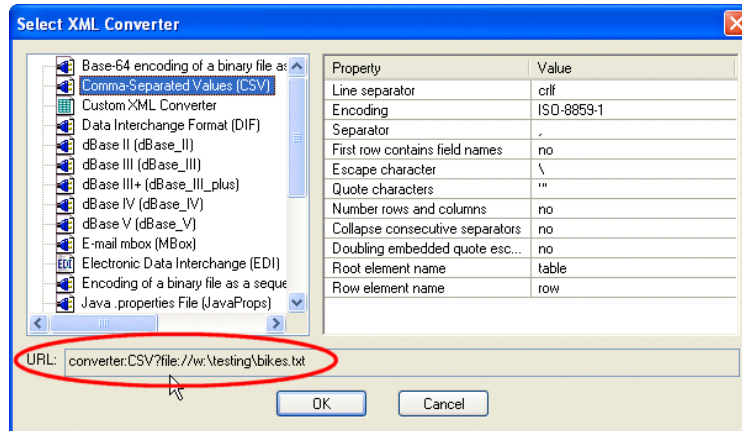 Select XML Converter
Base-64 encoding of a binary file as
Comma-Separated Values (CSV)
Custom XML Converter
Data Interchange Format (DIF)
dBase II (dBase_II)
dBase III (dBase_III)
dBase III+ (dBase_III_plus)
dBase IV (dBase_IV)
dBase V (dBase_V)
E-mail mbox (MBox)
EDI Electronic Data Interchange (EDI)
Encoding of a binary file as a seque
Java .properties File (JavaProps)
Property Value
Line separator crlf
Encoding ISO-8859-1
Separator ,
First row contains field names no
Escape character \
Quote characters '"
Number rows and columns no
Collapse consecutive separators no
Doubling embedded quote esc... no
Root element name table
Row element name row
URL: converter:CSV?file://w:\testing\bikes.txt
OK Cancel